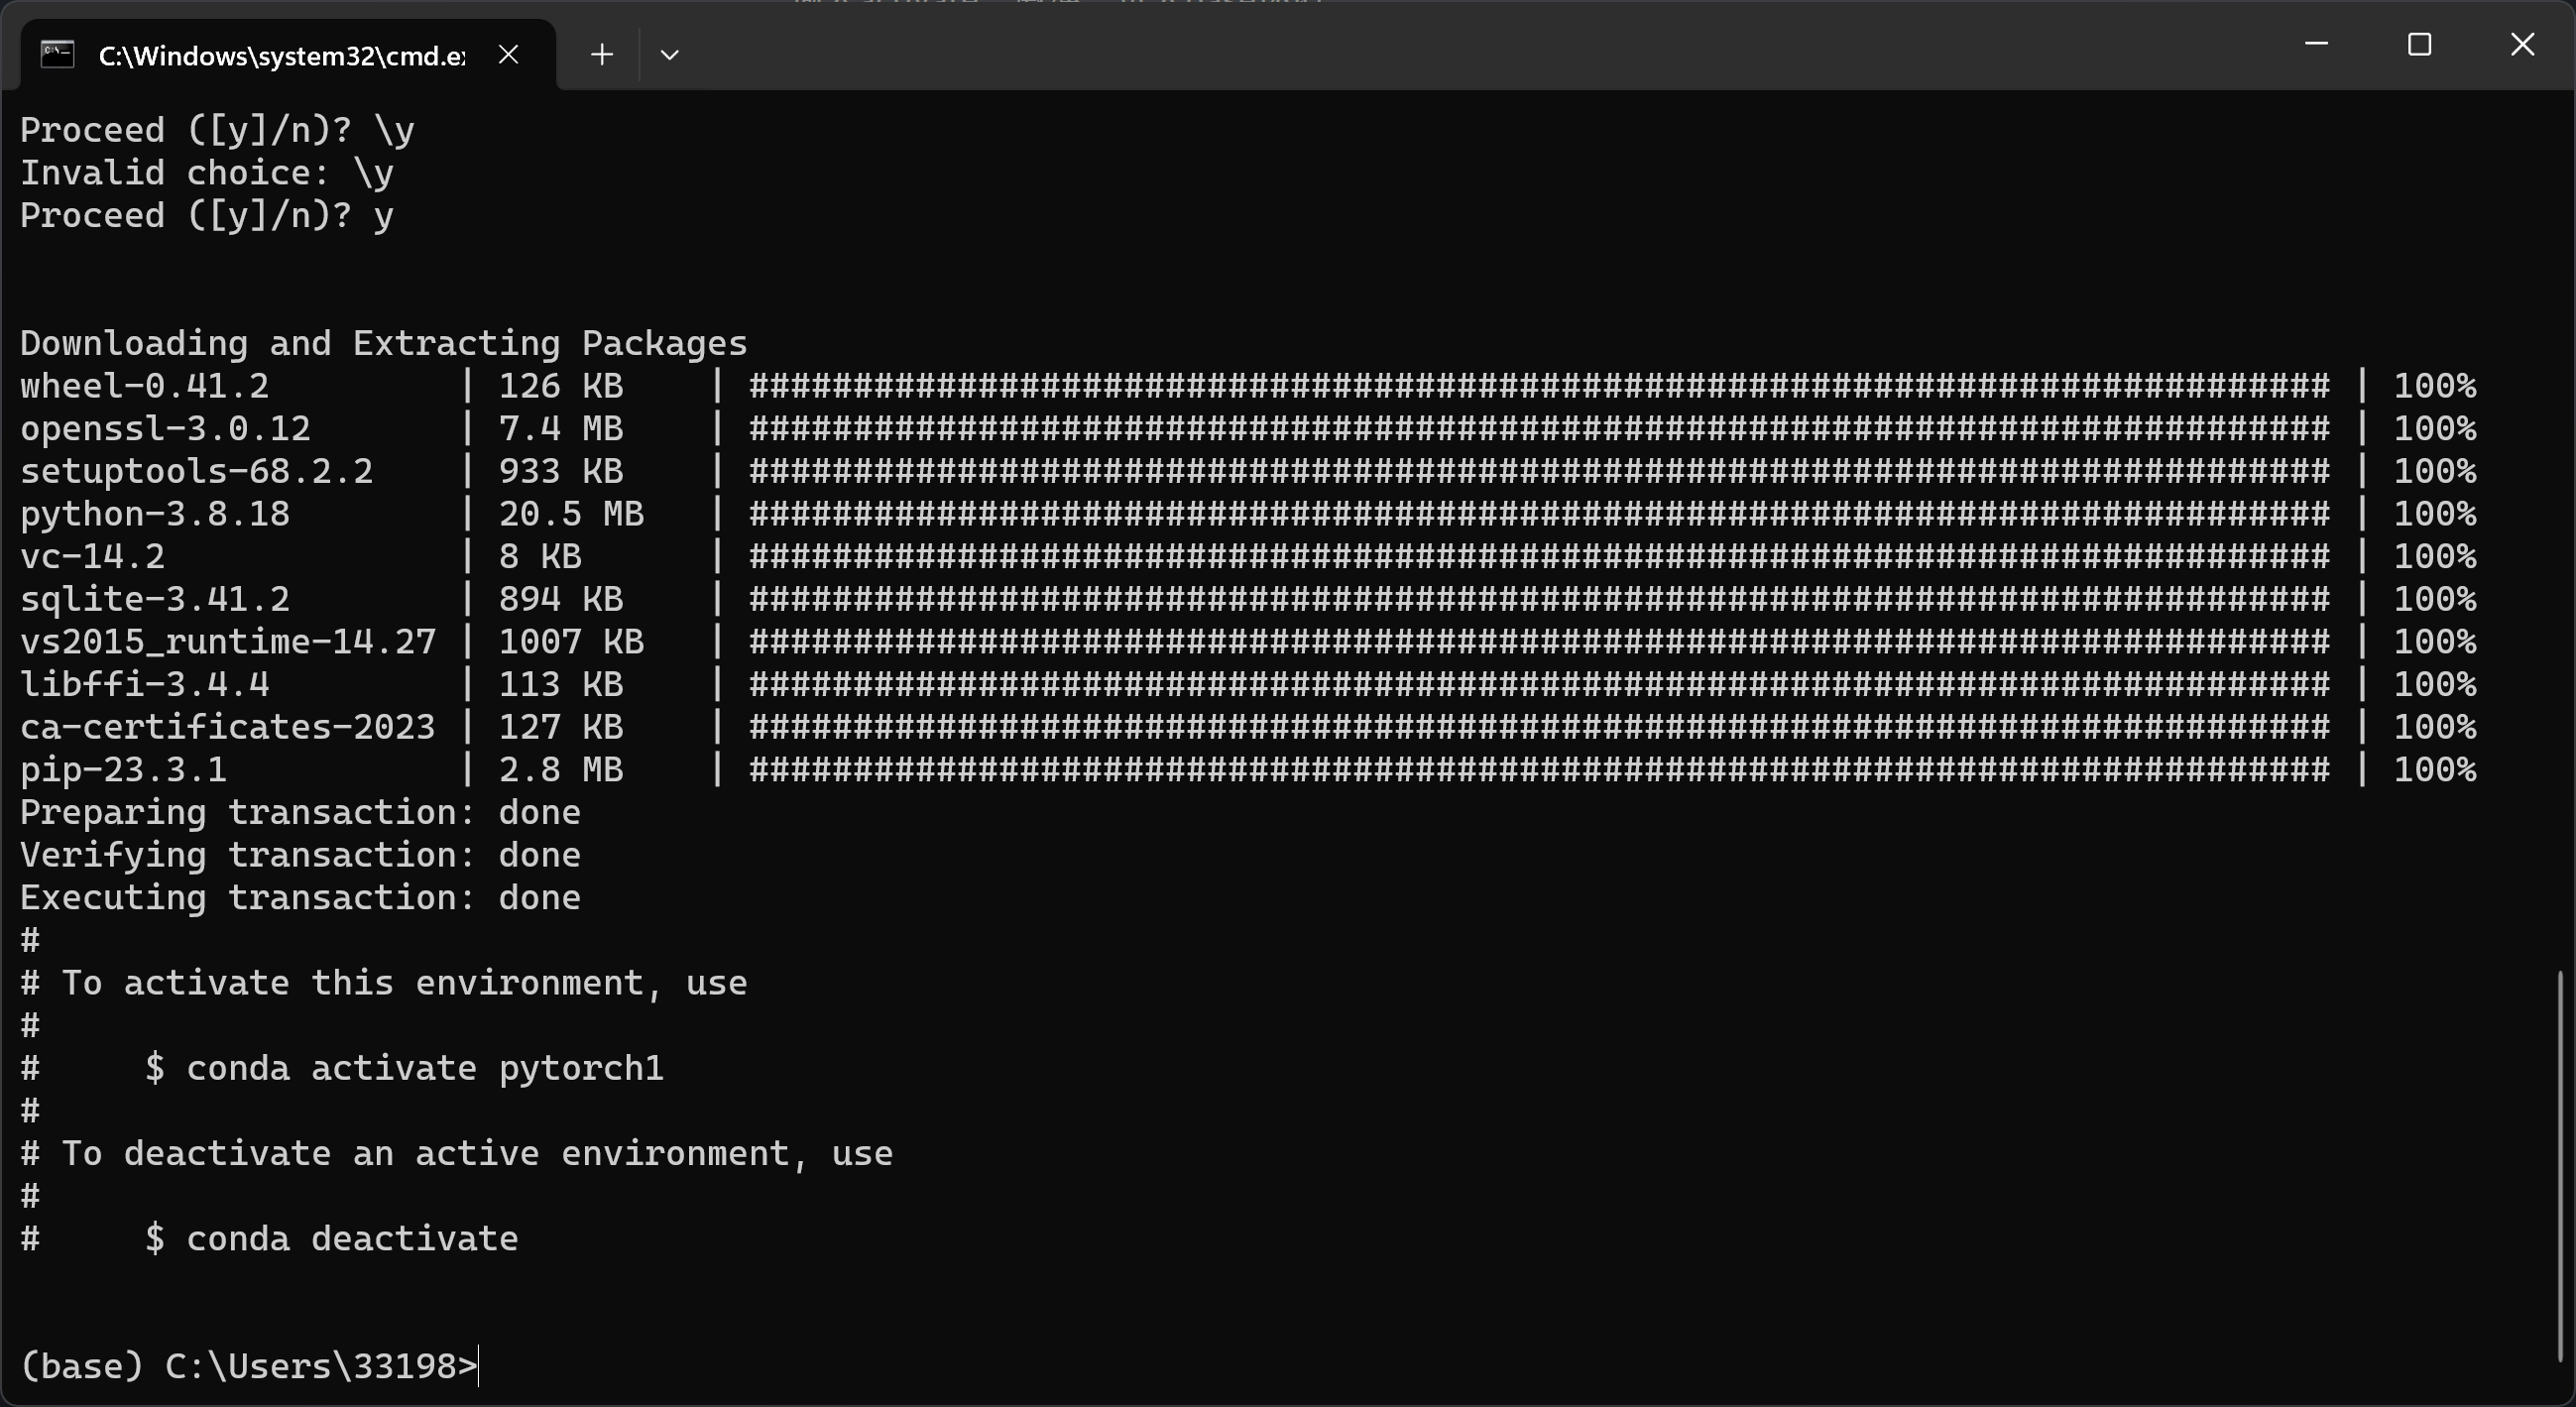 C:\Windows\system32\cmd.e
Proceed ([y]/n)? \y
Invalid choice: \y
Proceed ([y]/n)? y
Downloading and Extracting Packages
wheel-0.41.2 | 126 KB | ############################################################################ | 100%
openssl-3.0.12 | 7.4 MB | ############################################################################ | 100%
setuptools-68.2.2 | 933 KB | ############################################################################ | 100%
python-3.8.18 | 20.5 MB | ############################################################################ | 100%
vc-14.2 | 8 KB | ############################################################################ | 100%
sqlite-3.41.2 | 894 KB | ############################################################################ | 100%
vs2015_runtime-14.27 | 1007 KB | ############################################################################ | 100%
libffi-3.4.4 | 113 KB | ############################################################################ | 100%
ca-certificates-2023 | 127 KB | ############################################################################ | 100%
pip-23.3.1 | 2.8 MB | ############################################################################ | 100%
Preparing transaction: done
Verifying transaction: done
Executing transaction: done
#
# To activate this environment, use
#
#     $ conda activate pytorch1
#
# To deactivate an active environment, use
#
#     $ conda deactivate
(base) C:\Users\33198>